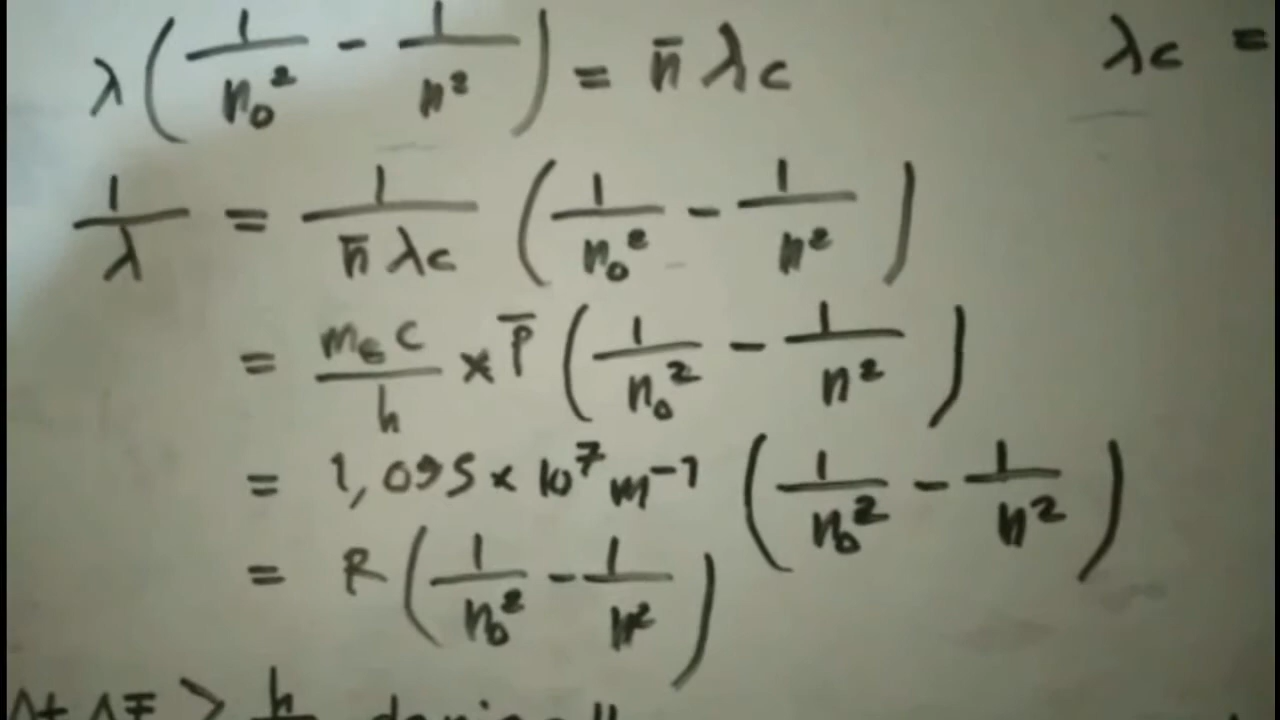 λ(1/n₀² - 1/n²) = n̄ λc    λc =
1/λ = 1/(n̄ λc) (1/n₀² - 1/n²)
= mₑc/h × P̄ (1/n₀² - 1/n²)
= 1,095 × 10⁷ m⁻¹ (1/n₀² - 1/n²)
= R (1/n₀² - 1/n²)